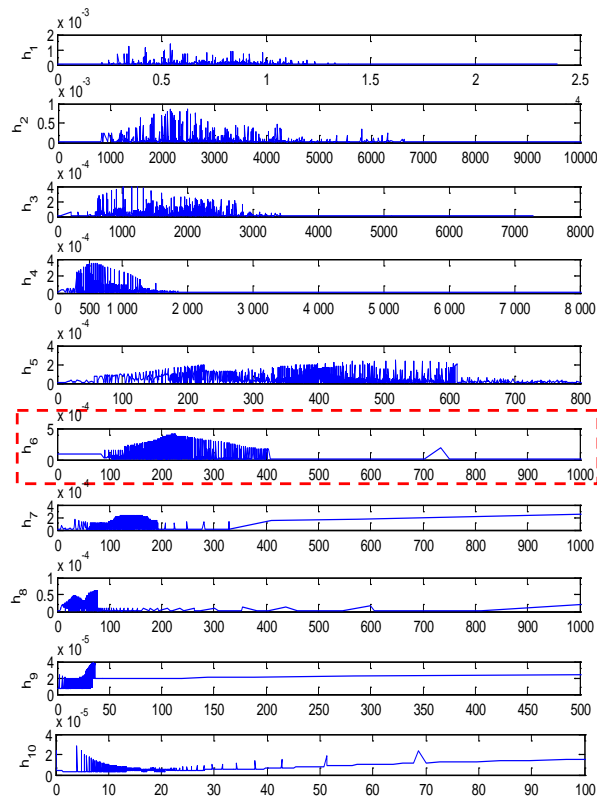 x 10⁻³
2
1
0
h₁
0 0.5 1 1.5 2 2.5
x 10⁻³
4
1
0.5
0
h₂
0 1000 2000 3000 4000 5000 6000 7000 8000 9000 10000
x 10⁻⁴
4
2
0
h₃
0 1000 2000 3000 4000 5000 6000 7000 8000
x 10⁻⁴
4
2
0
h₄
0 500 1 000 2 000 3 000 4 000 5 000 6 000 7 000 8 000
x 10⁻⁴
4
2
0
h₅
0 100 200 300 400 500 600 700 800
x 10⁻⁴
5
0
h₆
0 100 200 300 400 500 600 700 800 900 1000
x 10⁻⁴
4
2
0
h₇
0 100 200 300 400 500 600 700 800 900 1000
x 10⁻⁴
1
0.5
0
h₈
0 100 200 300 400 500 600 700 800 900 1000
x 10⁻⁵
4
2
0
h₉
0 50 100 150 200 250 300 350 400 450 500
x 10⁻⁵
4
2
0
h₁₀
0 10 20 30 40 50 60 70 80 90 100